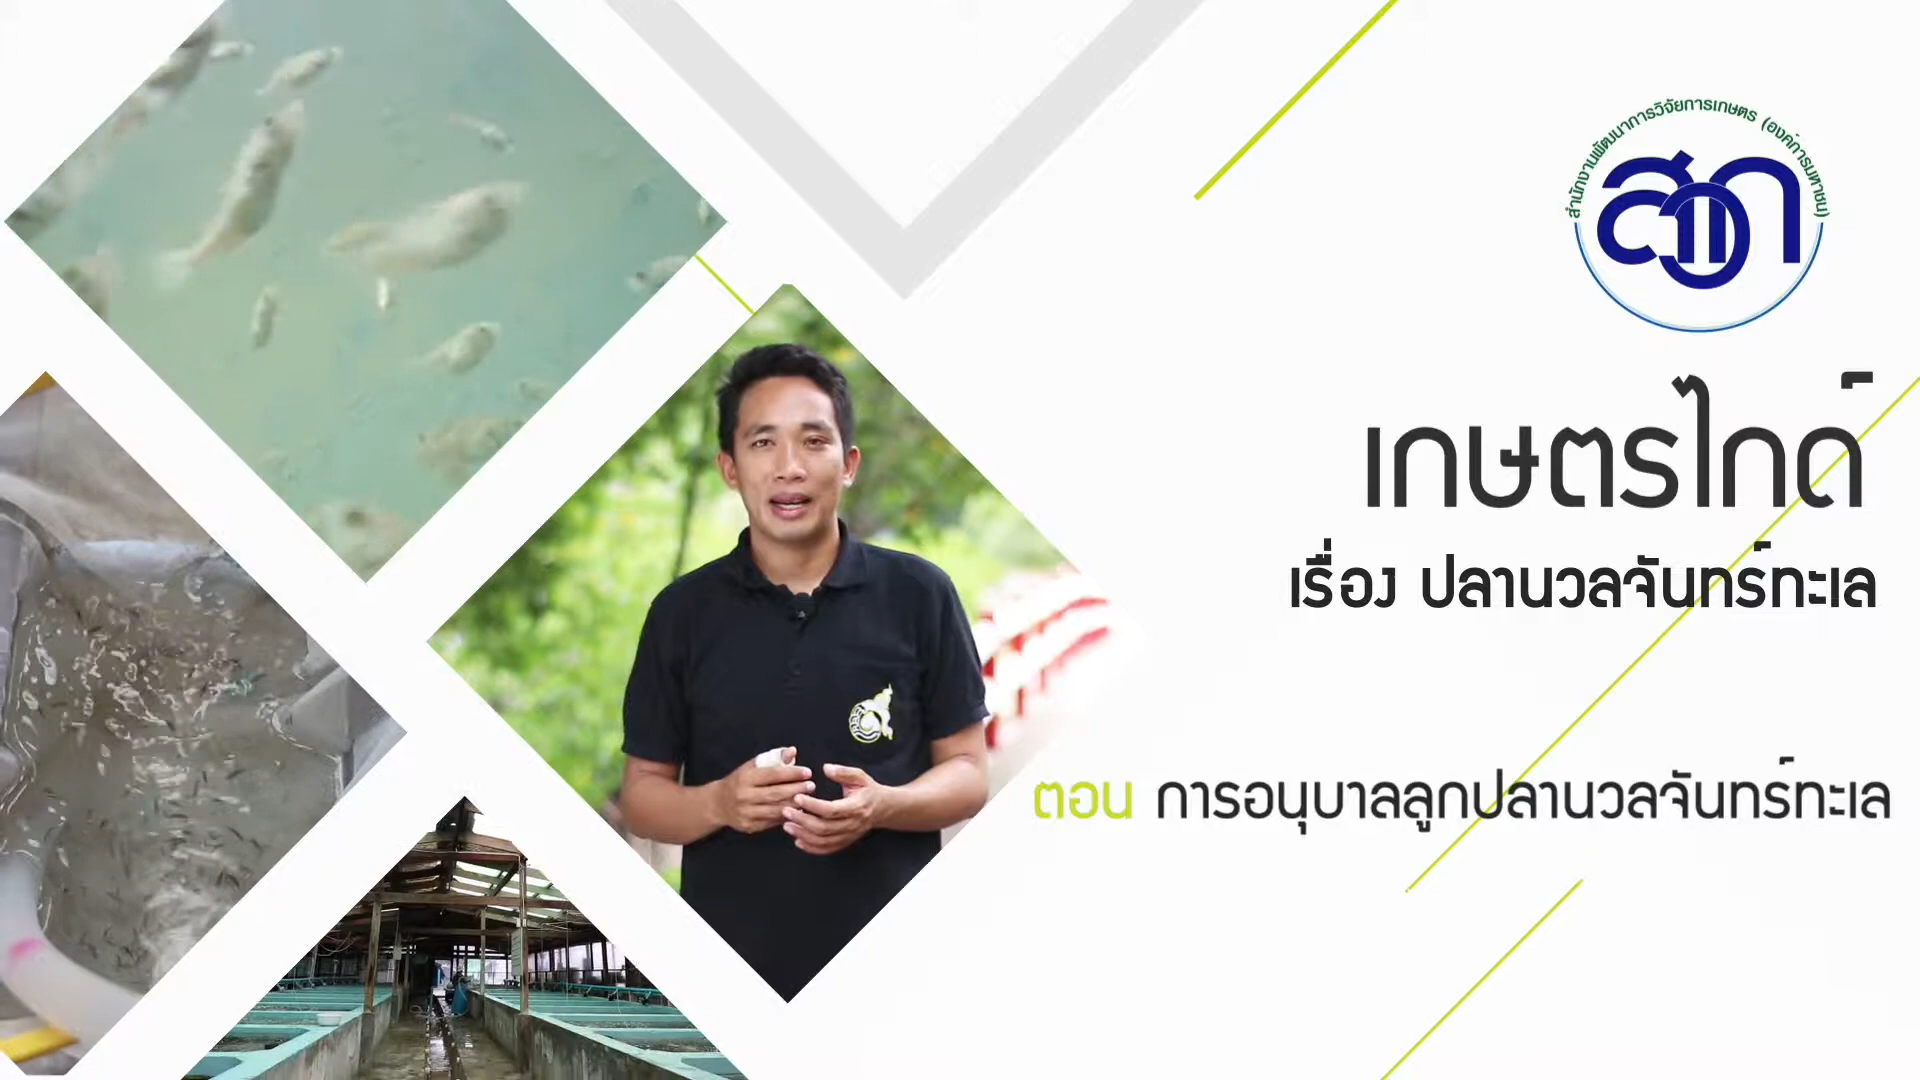 สำนักงานพัฒนาการวิจัยการเกษตร (องค์การมหาชน)
สวก
เกษตรไกด์
เรื่อง ปลานวลจันทร์ทะเล
ตอน การอนุบาลลูกปลานวลจันทร์ทะเล